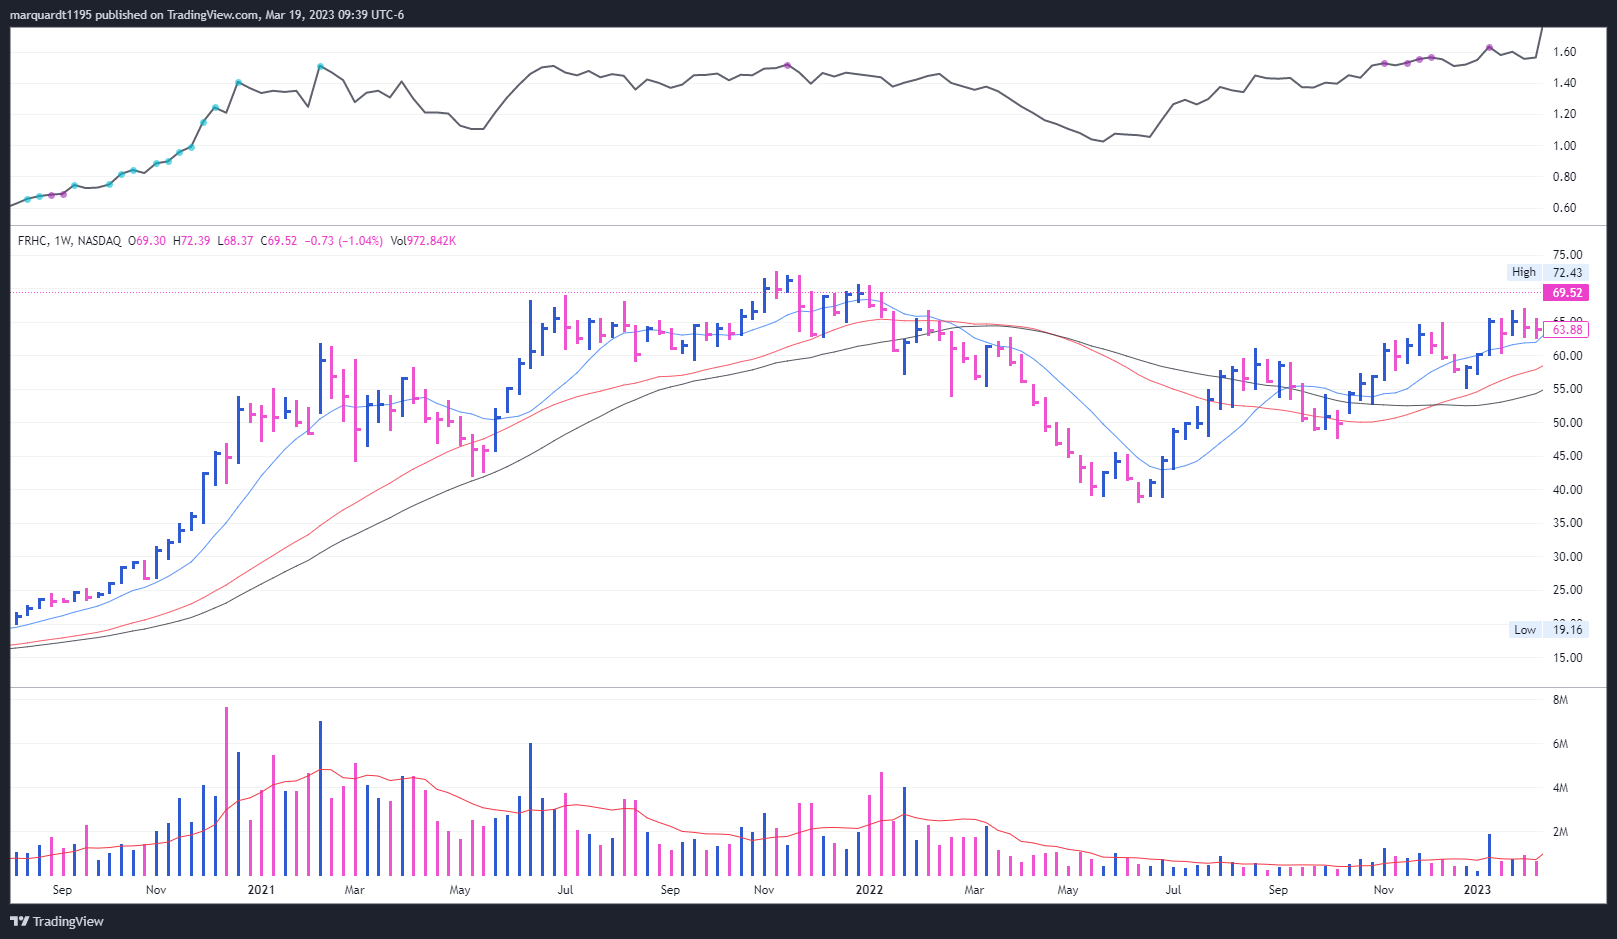 marquardt1195 published on TradingView.com, Mar 19, 2023 09:39 UTC-6
1.60
1.40
1.20
1.00
0.80
0.60
FRHC, 1W, NASDAQ O69.30 H72.39 L68.37 C69.52 −0.73 (−1.04%) Vol972.842K
75.00
High 72.43
69.52
65.00
63.88
60.00
55.00
50.00
45.00
40.00
35.00
30.00
25.00
20.00
Low 19.16
15.00
8M
6M
4M
2M
Sep Nov 2021 Mar May Jul Sep Nov 2022 Mar May Jul Sep Nov 2023
TradingView